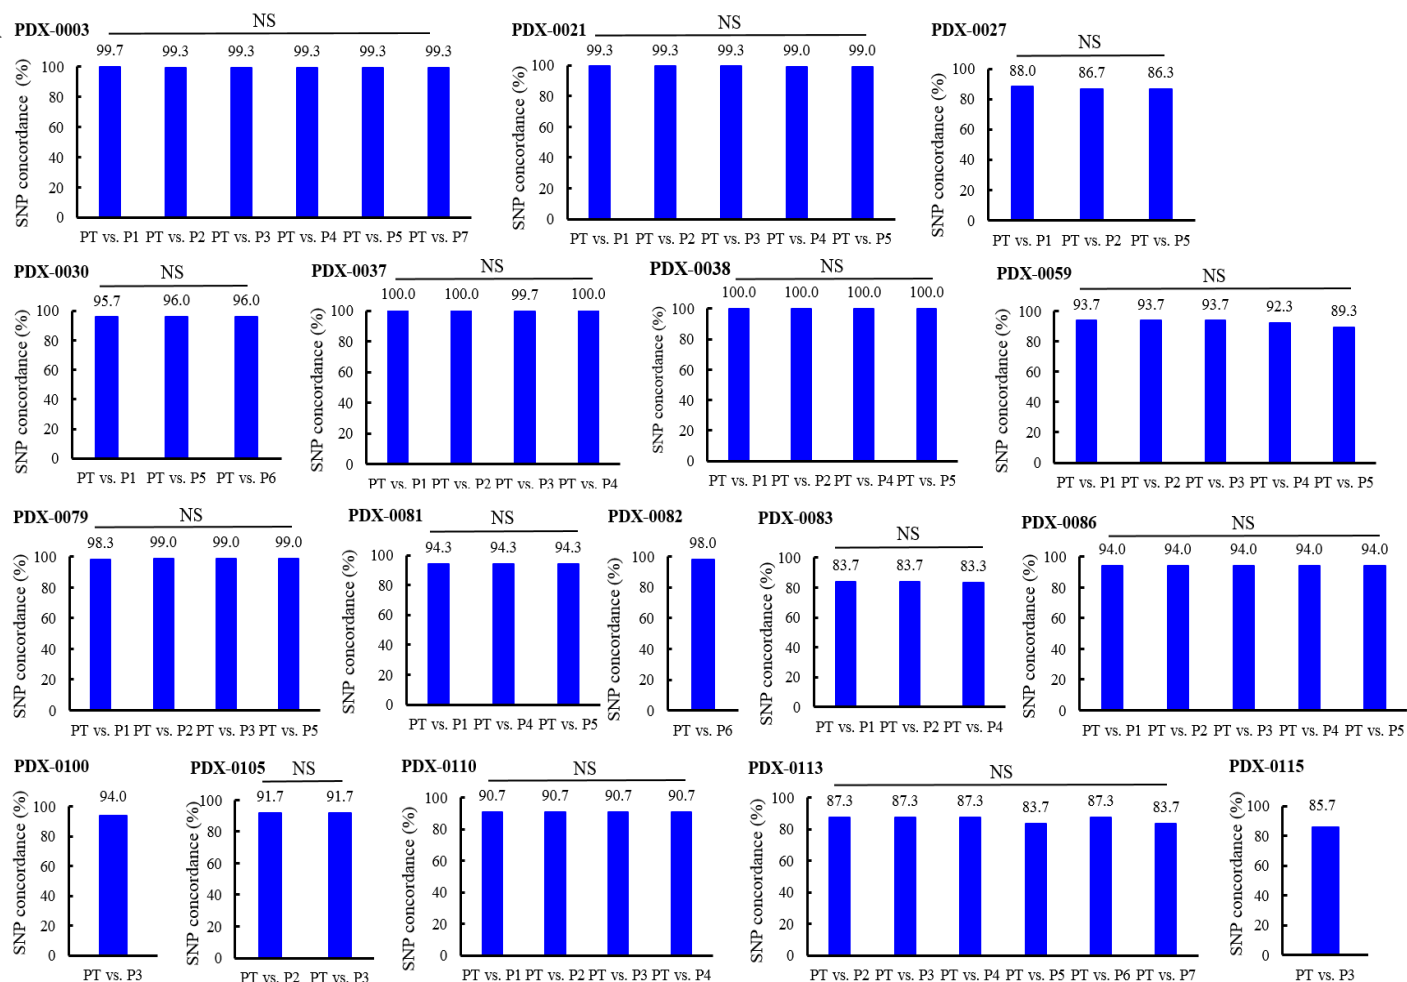 PDX-0003
NS
99.7 99.3 99.3 99.3 99.3 99.3
SNP concordance (%)
100
80
60
40
20
0
PT vs. P1 PT vs. P2 PT vs. P3 PT vs. P4 PT vs. P5 PT vs. P7
PDX-0021
NS
99.3 99.3 99.3 99.0 99.0
SNP concordance (%)
100
80
60
40
20
0
PT vs. P1 PT vs. P2 PT vs. P3 PT vs. P4 PT vs. P5
PDX-0027
NS
88.0 86.7 86.3
SNP concordance (%)
100
80
60
40
20
0
PT vs. P1 PT vs. P2 PT vs. P5
PDX-0030
NS
95.7 96.0 96.0
SNP concordance (%)
100
80
60
40
20
0
PT vs. P1 PT vs. P5 PT vs. P6
PDX-0037
NS
100.0 100.0 99.7 100.0
SNP concordance (%)
100
80
60
40
20
0
PT vs. P1 PT vs. P2 PT vs. P3 PT vs. P4
PDX-0038
NS
100.0 100.0 100.0 100.0
SNP concordance (%)
100
80
60
40
20
0
PT vs. P1 PT vs. P2 PT vs. P4 PT vs. P5
PDX-0059
NS
93.7 93.7 93.7 92.3 89.3
SNP concordance (%)
100
80
60
40
20
0
PT vs. P1 PT vs. P2 PT vs. P3 PT vs. P4 PT vs. P5
PDX-0079
NS
98.3 99.0 99.0 99.0
SNP concordance (%)
100
80
60
40
20
0
PT vs. P1 PT vs. P2 PT vs. P3 PT vs. P5
PDX-0081
NS
94.3 94.3 94.3
SNP concordance (%)
100
80
60
40
20
0
PT vs. P1 PT vs. P4 PT vs. P5
PDX-0082
98.0
SNP concordance (%)
100
80
60
40
20
0
PT vs. P6
PDX-0083
NS
83.7 83.7 83.3
SNP concordance (%)
100
80
60
40
20
0
PT vs. P1 PT vs. P2 PT vs. P4
PDX-0086
NS
94.0 94.0 94.0 94.0 94.0
SNP concordance (%)
100
80
60
40
20
0
PT vs. P1 PT vs. P2 PT vs. P3 PT vs. P4 PT vs. P5
PDX-0100
94.0
SNP concordance (%)
100
80
60
40
20
0
PT vs. P3
PDX-0105
NS
91.7 91.7
SNP concordance (%)
100
80
60
40
20
0
PT vs. P2 PT vs. P3
PDX-0110
NS
90.7 90.7 90.7 90.7
SNP concordance (%)
100
80
60
40
20
0
PT vs. P1 PT vs. P2 PT vs. P3 PT vs. P4
PDX-0113
NS
87.3 87.3 87.3 83.7 87.3 83.7
SNP concordance (%)
100
80
60
40
20
0
PT vs. P2 PT vs. P3 PT vs. P4 PT vs. P5 PT vs. P6 PT vs. P7
PDX-0115
85.7
SNP concordance (%)
100
80
60
40
20
0
PT vs. P3